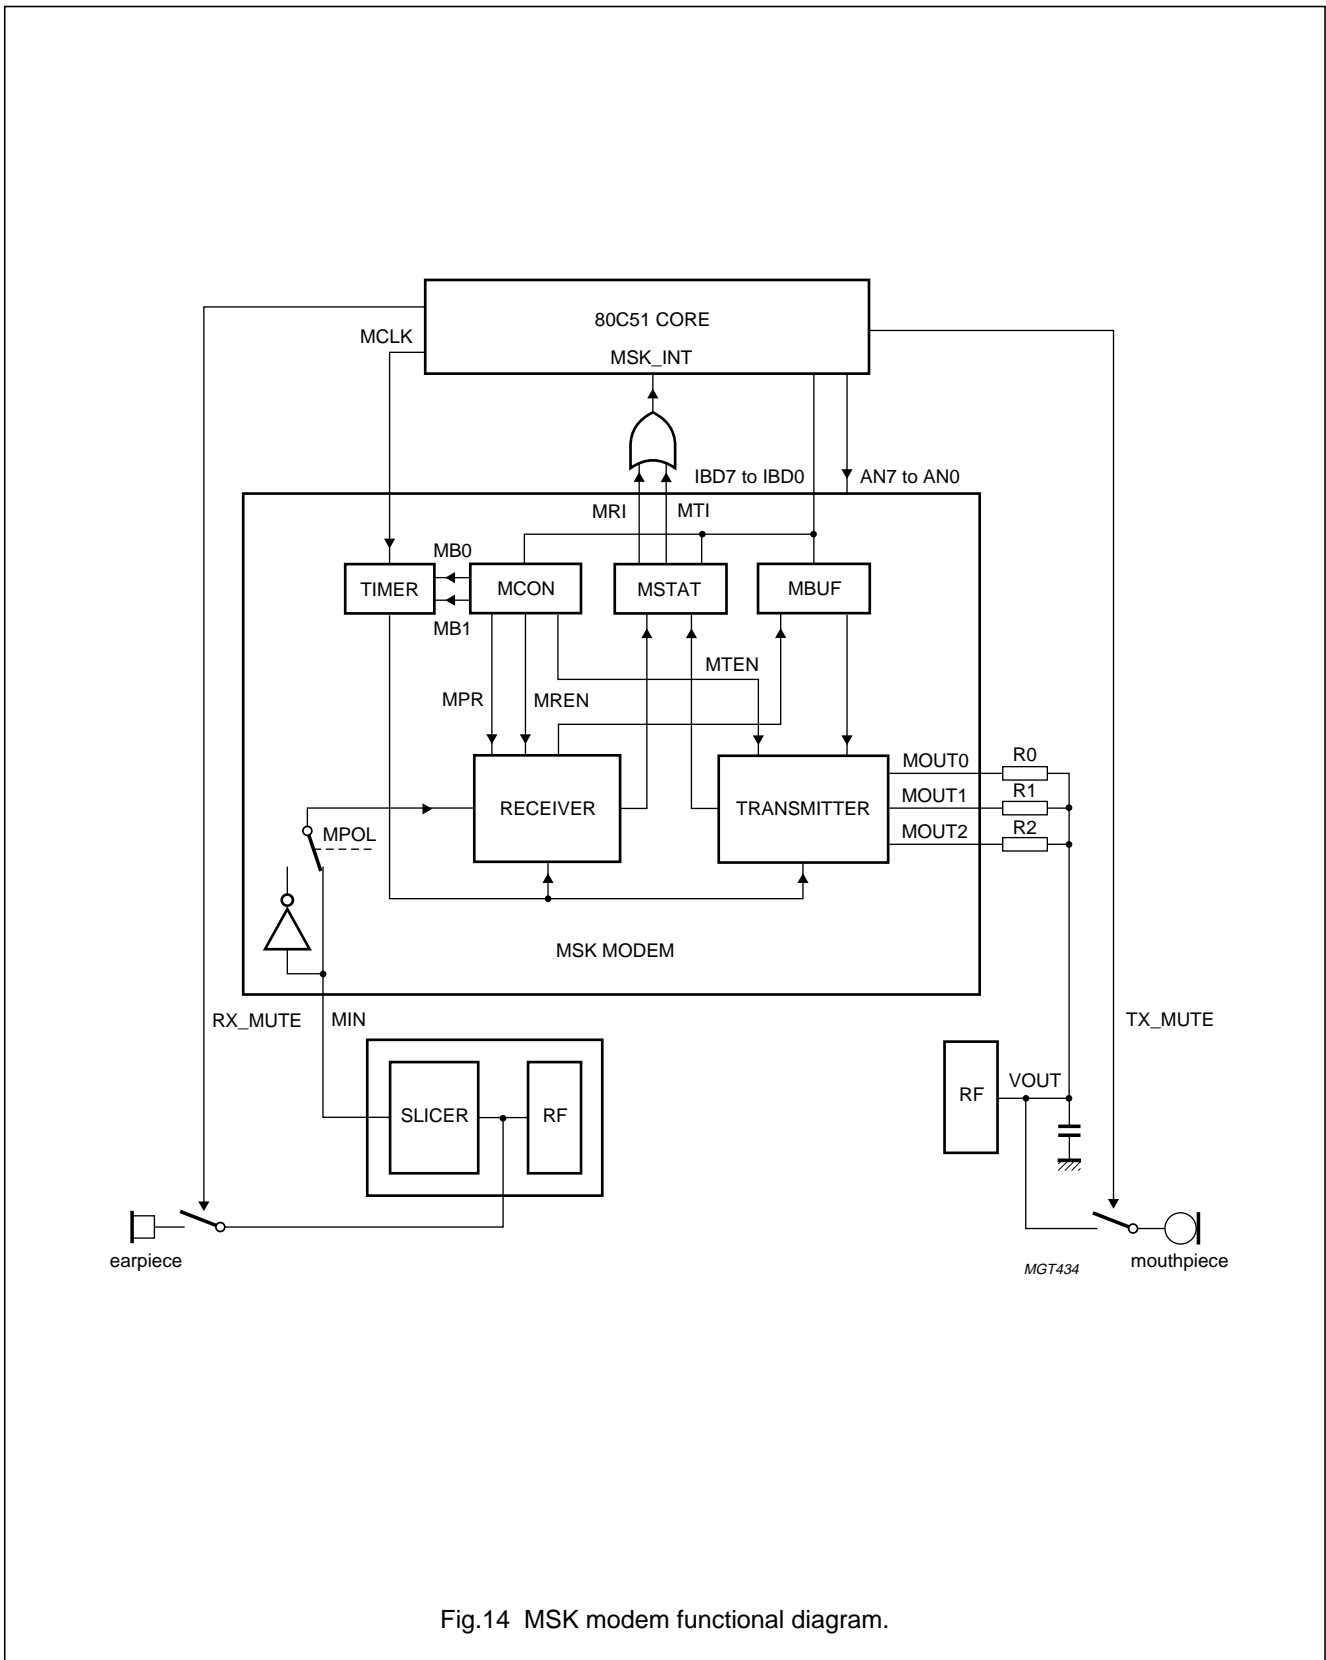 80C51 CORE
MCLK
MSK_INT
IBD7 to IBD0
AN7 to AN0
MRI
MTI
MB0
TIMER
MCON
MSTAT
MBUF
MB1
MTEN
MPR
MREN
MOUT0
R0
RECEIVER
TRANSMITTER
MOUT1
R1
MPOL
MOUT2
R2
MSK MODEM
RX_MUTE
MIN
TX_MUTE
VOUT
SLICER
RF
RF
earpiece
MGT434
mouthpiece
Fig.14 MSK modem functional diagram.